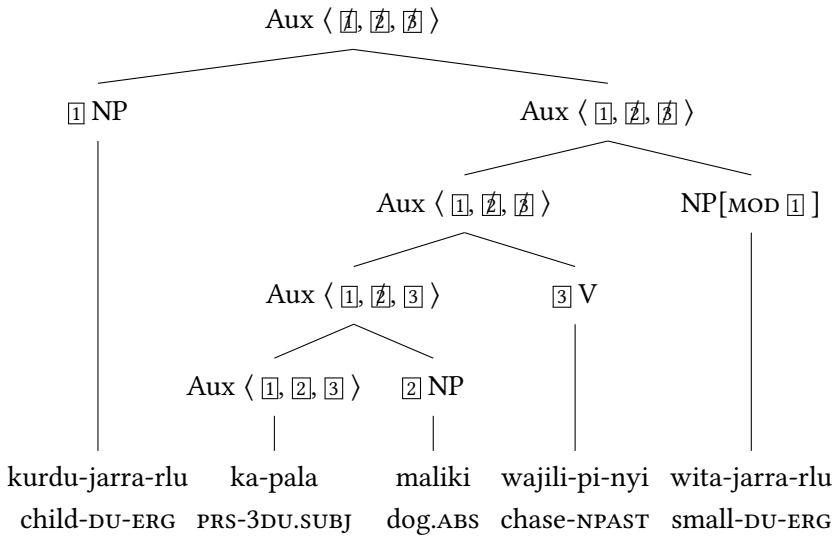 Aux ⟨ 1̸, 2̸, 3̸ ⟩
1 NP
Aux ⟨ 1, 2̸, 3̸ ⟩
Aux ⟨ 1, 2̸, 3̸ ⟩
NP[MOD 1 ]
Aux ⟨ 1, 2̸, 3 ⟩
3 V
Aux ⟨ 1, 2, 3 ⟩
2 NP
kurdu-jarra-rlu ka-pala maliki wajili-pi-nyi wita-jarra-rlu
child-DU-ERG PRS-3DU.SUBJ dog.ABS chase-NPAST small-DU-ERG